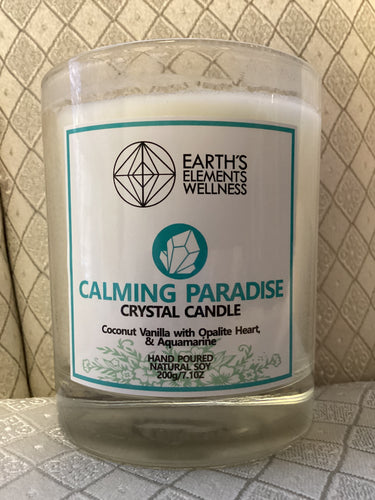 EARTH'S
ELEMENTS
WELLNESS
CALMING PARADISE
CRYSTAL CANDLE
Coconut Vanilla with Opalite Heart,
& Aquamarine
HAND POURED
NATURAL SOY
200g/7.1OZ